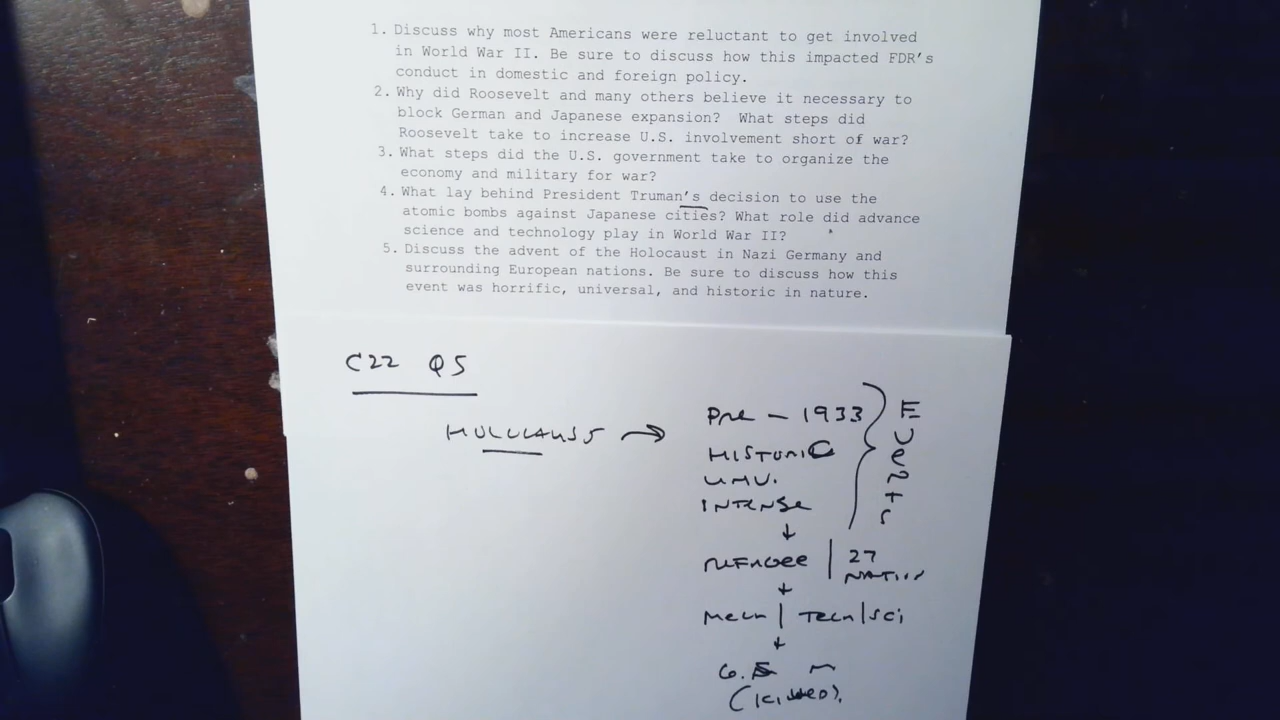 1. Discuss why most Americans were reluctant to get involved
in World War II. Be sure to discuss how this impacted FDR's
conduct in domestic and foreign policy.
2. Why did Roosevelt and many others believe it necessary to
block German and Japanese expansion? What steps did
Roosevelt take to increase U.S. involvement short of war?
3. What steps did the U.S. government take to organize the
economy and military for war?
4. What lay behind President Truman's decision to use the
atomic bombs against Japanese cities? What role did advance
science and technology play in World War II?
5. Discuss the advent of the Holocaust in Nazi Germany and
surrounding European nations. Be sure to discuss how this
event was horrific, universal, and historic in nature.
C22 Q5
→ Pre - 1933
HISTORIC
UNIV.
INTENSE
↓
REFUGEE | 27
NATION
↓
Mech | Tech/Sci
↓
(Killed).